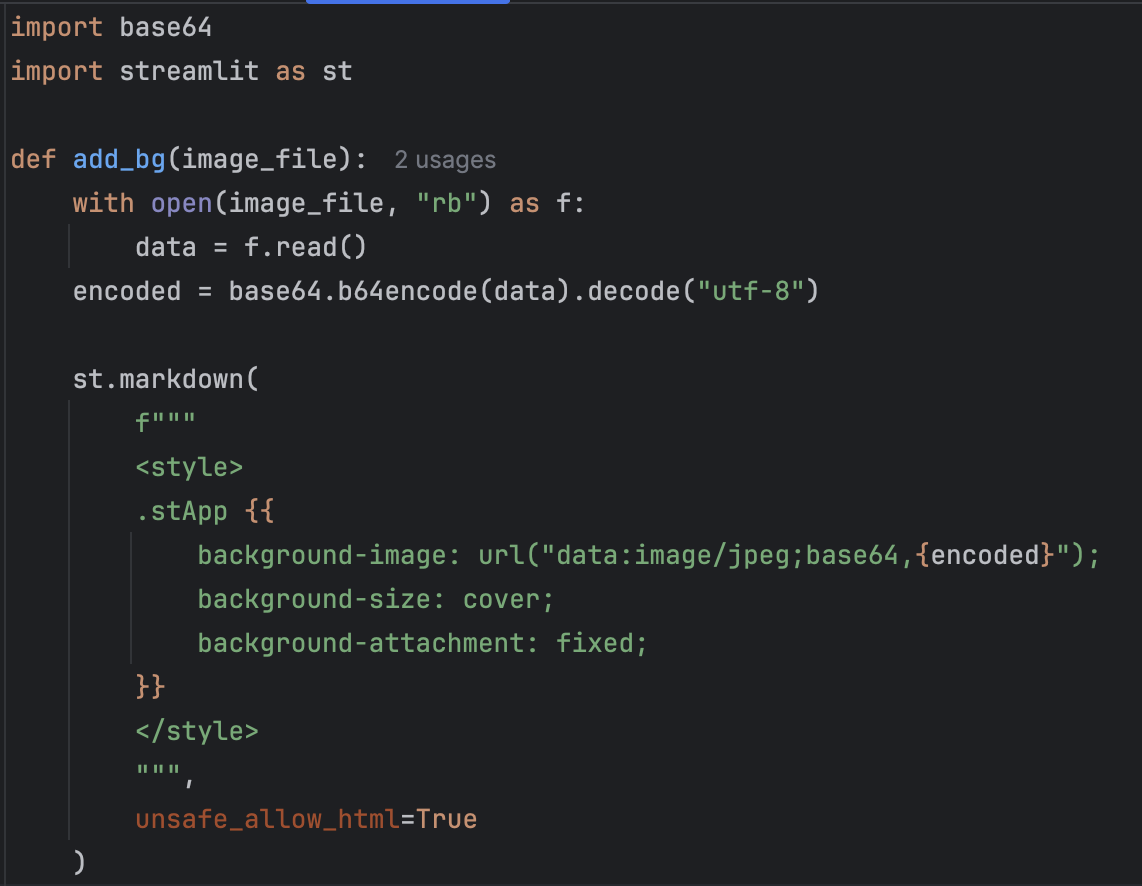 import base64
import streamlit as st
def add_bg(image_file):  2 usages
    with open(image_file, "rb") as f:
        data = f.read()
    encoded = base64.b64encode(data).decode("utf-8")
    st.markdown(
        f"""
        <style>
        .stApp {{
            background-image: url("data:image/jpeg;base64,{encoded}");
            background-size: cover;
            background-attachment: fixed;
        }}
        </style>
        """,
        unsafe_allow_html=True
    )